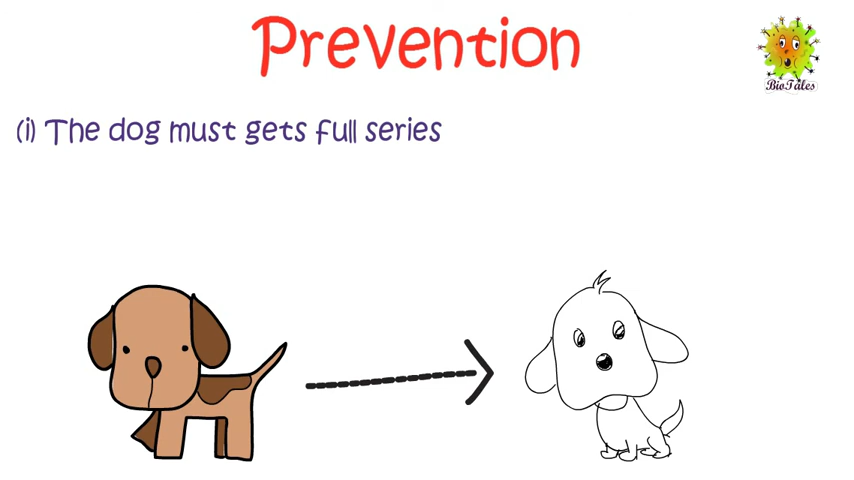 Prevention
BioTales
(i) The dog must gets full series